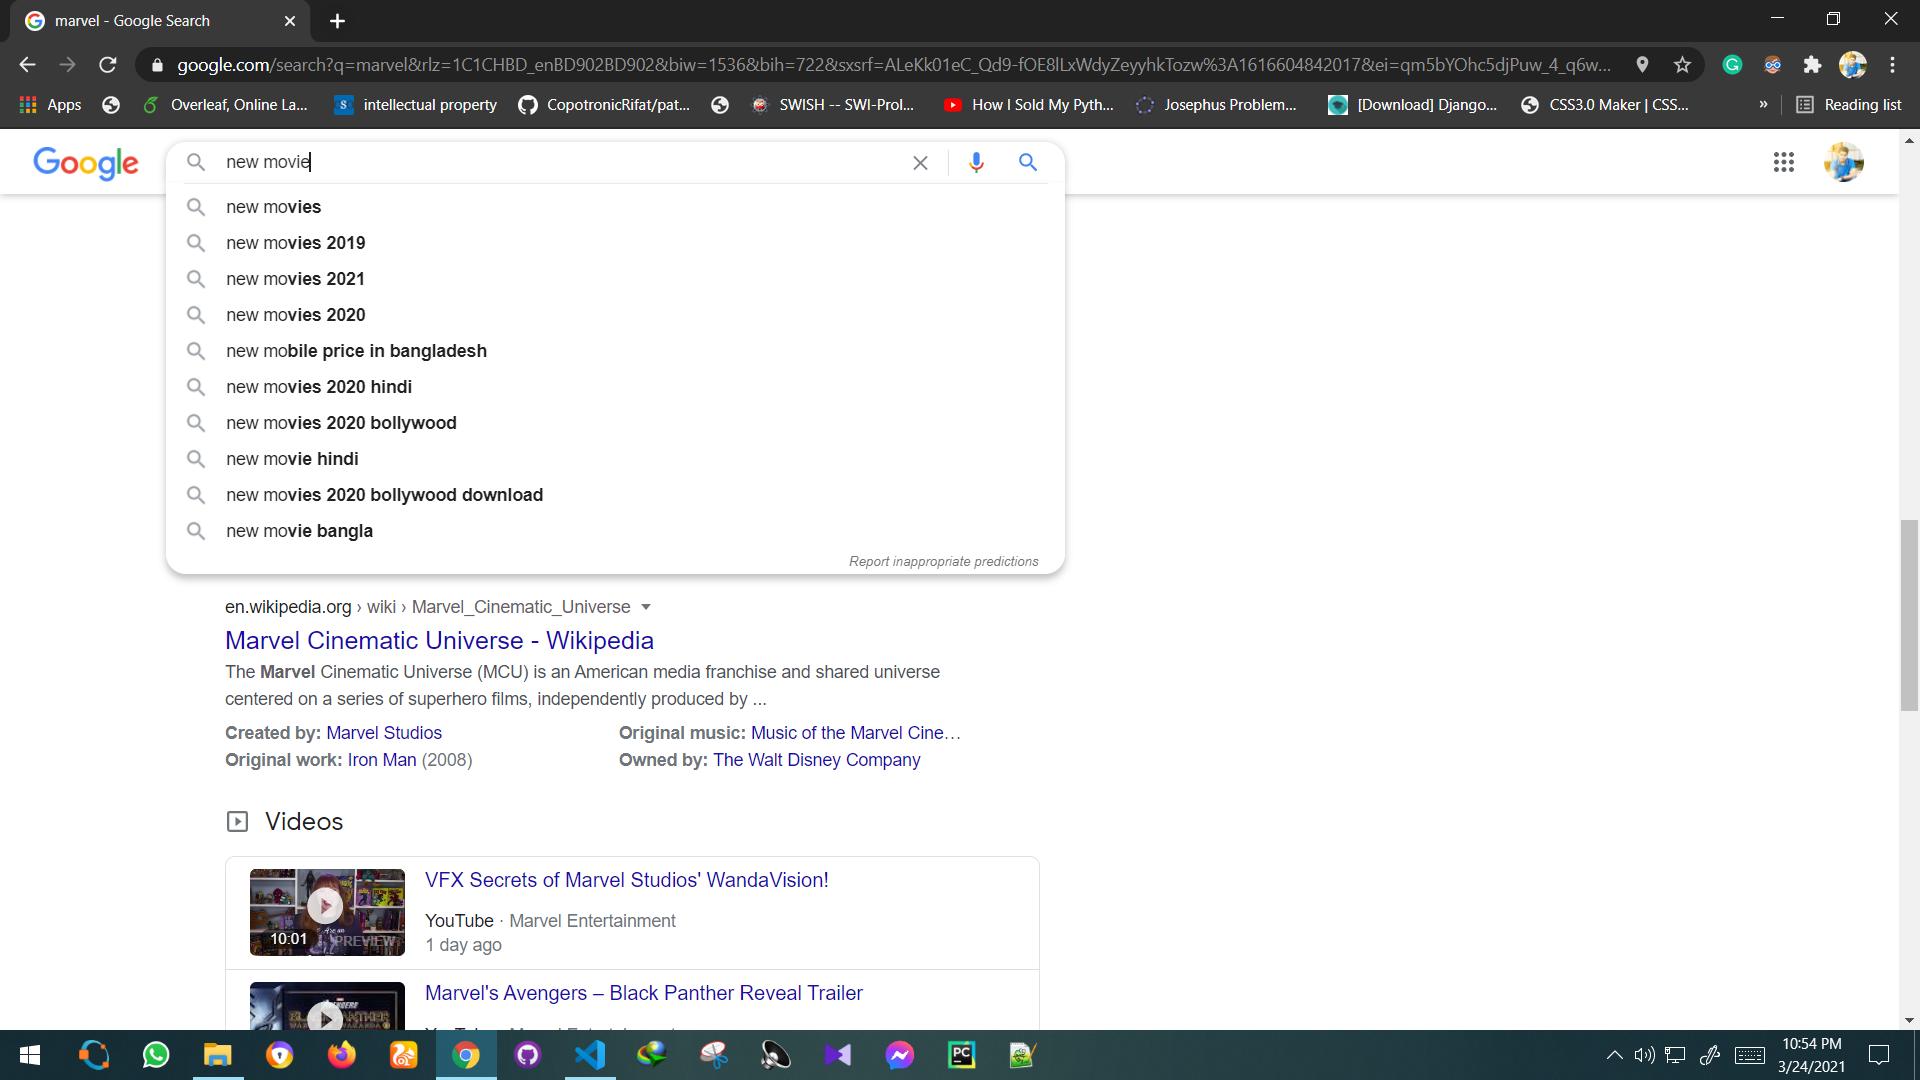 marvel - Google Search
google.com/search?q=marvel&rlz=1C1CHBD_enBD902BD902&biw=1536&bih=722&sxsrf=ALeKk01eC_Qd9-fOE8lLxWdyZeyyhkTozw%3A1616604842017&ei=qm5bYOhc5djPuw_4_q6w...
Apps
Overleaf, Online La...
intellectual property
CopotronicRifat/pat...
SWISH -- SWI-Prol...
How I Sold My Pyth...
Josephus Problem...
[Download] Django...
CSS3.0 Maker | CSS...
»
Reading list
Google
new movie
new movies
new movies 2019
new movies 2021
new movies 2020
new mobile price in bangladesh
new movies 2020 hindi
new movies 2020 bollywood
new movie hindi
new movies 2020 bollywood download
new movie bangla
Report inappropriate predictions
en.wikipedia.org › wiki › Marvel_Cinematic_Universe
Marvel Cinematic Universe - Wikipedia
The Marvel Cinematic Universe (MCU) is an American media franchise and shared universe
centered on a series of superhero films, independently produced by ...
Created by: Marvel Studios
Original music: Music of the Marvel Cine…
Original work: Iron Man (2008)
Owned by: The Walt Disney Company
Videos
VFX Secrets of Marvel Studios' WandaVision!
YouTube · Marvel Entertainment
1 day ago
10:01
PREVIEW
Marvel's Avengers – Black Panther Reveal Trailer
10:54 PM
3/24/2021